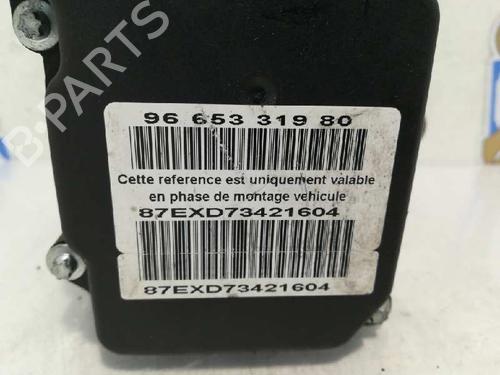 B-PARTS
96 653 319 80
Cette reference est uniquement valable
en phase de montage vehicule
87EXD73421604
87EXD73421604